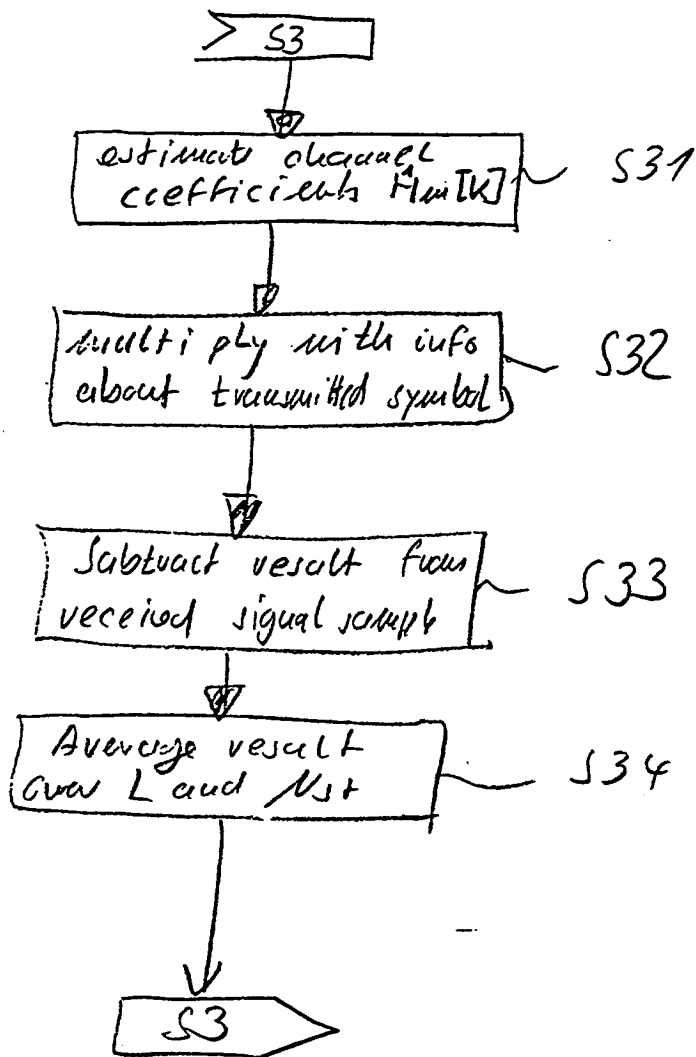 S3
estimate channel
coefficients Ĥm[k]
S31
multiply with info
about transmitted symbol
S32
Subtract result from
received signal sample
S33
Average result
over L and Nst
S34
S3